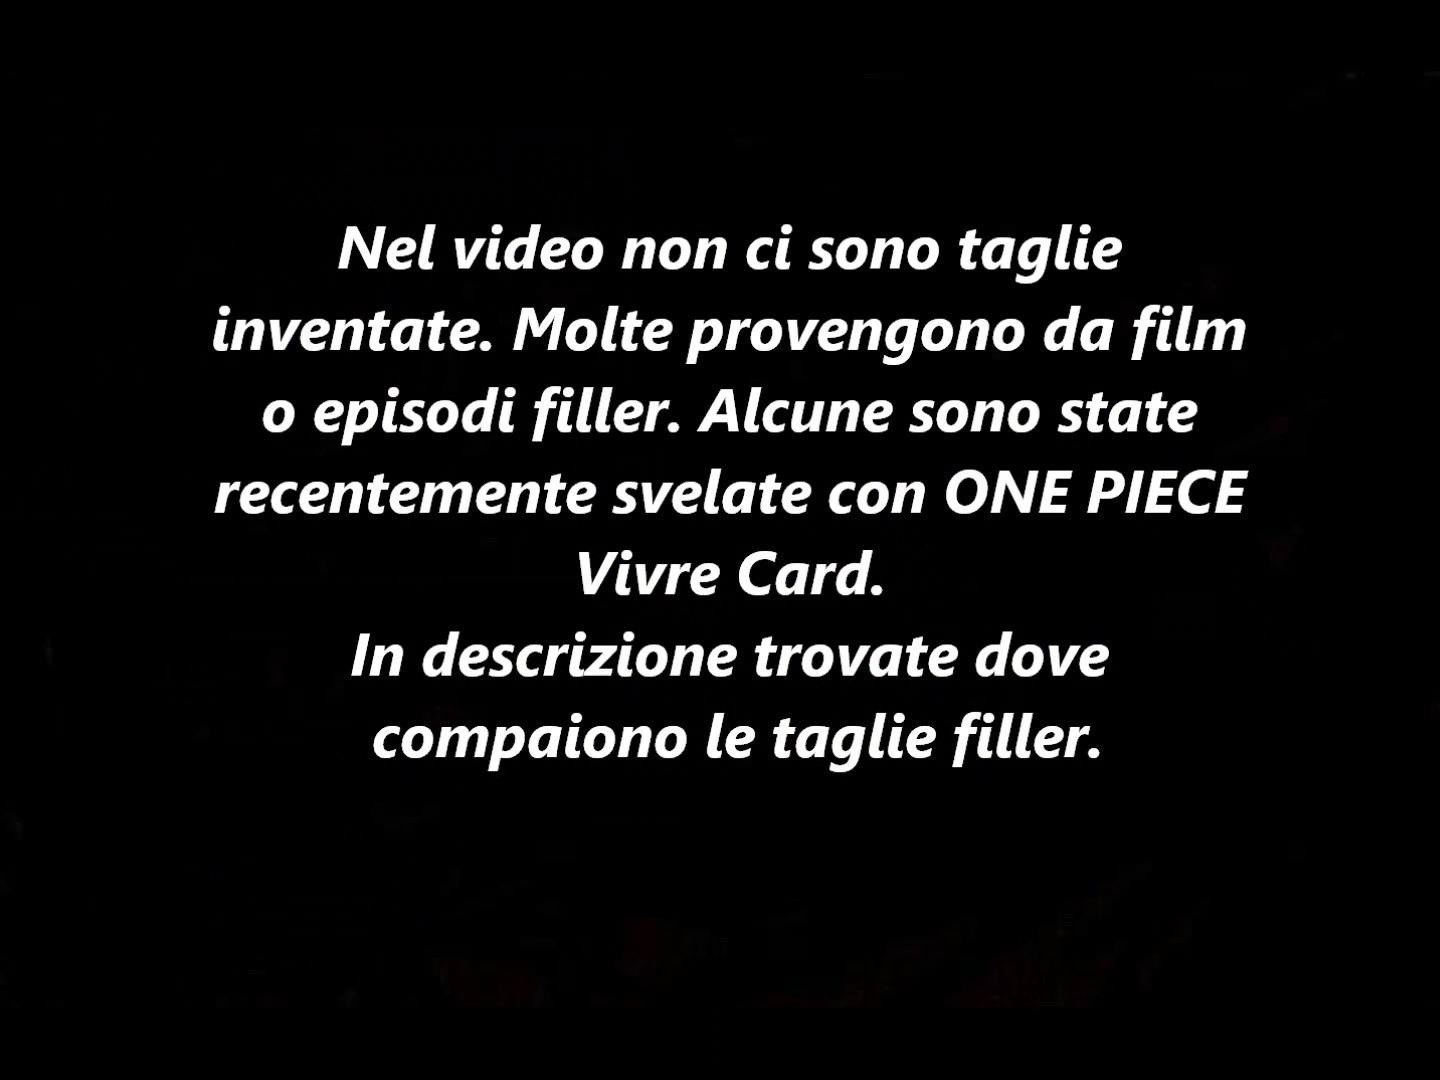 Nel video non ci sono taglie
inventate. Molte provengono da film
o episodi filler. Alcune sono state
recentemente svelate con ONE PIECE
Vivre Card.
In descrizione trovate dove
compaiono le taglie filler.